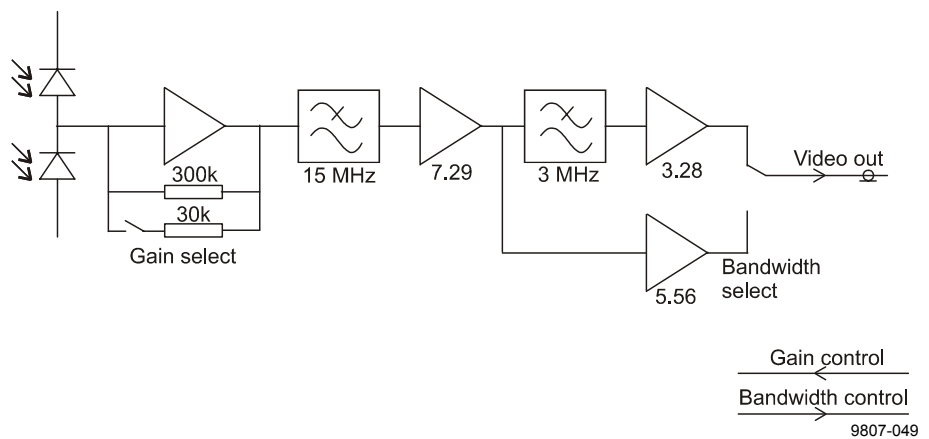 300k
30k
Gain select
15 MHz
7.29
3 MHz
3.28
Video out
5.56
Bandwidth
select
Gain control
Bandwidth control
9807-049